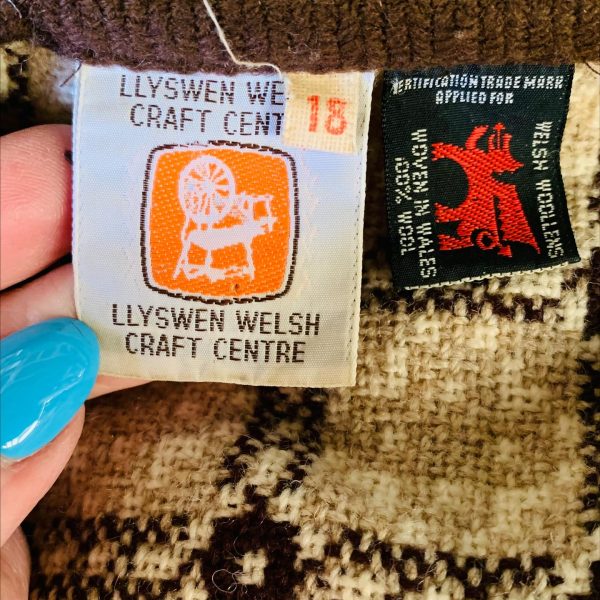 LLYSWEN WE
CRAFT CENT
18
LLYSWEN WELSH
CRAFT CENTRE
CERTIFICATION TRADE MARK
APPLIED FOR
WELSH WOOLLENS
WOVEN IN WALES
100% WOOL